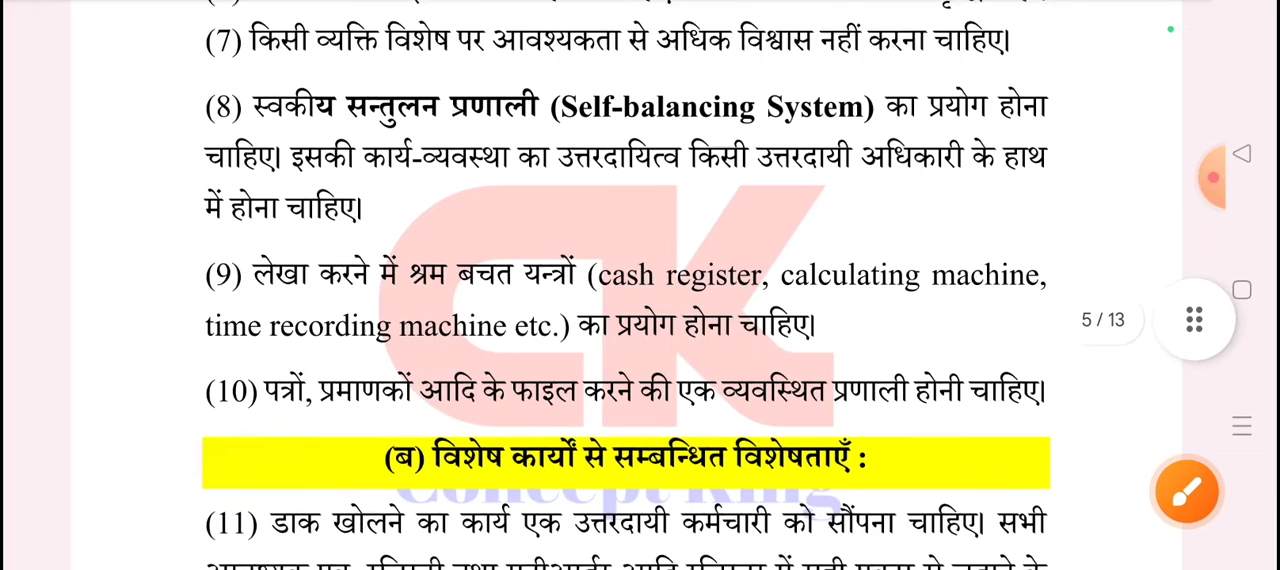 (7) किसी व्यक्ति विशेष पर आवश्यकता से अधिक विश्वास नहीं करना चाहिए।
(8) स्वकीय सन्तुलन प्रणाली (Self-balancing System) का प्रयोग होना
चाहिए। इसकी कार्य-व्यवस्था का उत्तरदायित्व किसी उत्तरदायी अधिकारी के हाथ
में होना चाहिए।
(9) लेखा करने में श्रम बचत यन्त्रों (cash register, calculating machine,
time recording machine etc.) का प्रयोग होना चाहिए।
5 / 13
(10) पत्रों, प्रमाणकों आदि के फाइल करने की एक व्यवस्थित प्रणाली होनी चाहिए।
(ब) विशेष कार्यों से सम्बन्धित विशेषताएँ :
CK
Concept King
(11) डाक खोलने का कार्य एक उत्तरदायी कर्मचारी को सौंपना चाहिए। सभी